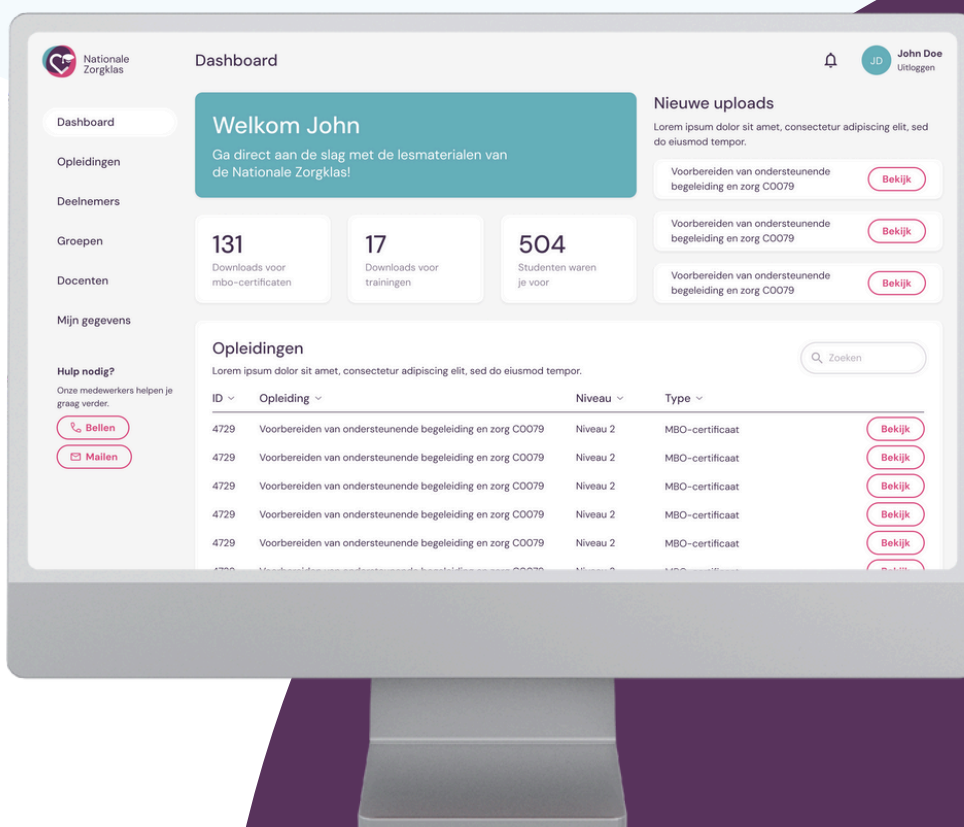 Nationale
Zorgklas
Dashboard
JD
John Doe
Uitloggen
Dashboard
Opleidingen
Deelnemers
Groepen
Docenten
Mijn gegevens
Hulp nodig?
Onze medewerkers helpen je
graag verder.
Bellen
Mailen
Welkom John
Ga direct aan de slag met de lesmaterialen van
de Nationale Zorgklas!
131
Downloads voor
mbo-certificaten
17
Downloads voor
trainingen
504
Studenten waren
je voor
Nieuwe uploads
Lorem ipsum dolor sit amet, consectetur adipiscing elit, sed
do eiusmod tempor.
Voorbereiden van ondersteunende
begeleiding en zorg C0079
Bekijk
Voorbereiden van ondersteunende
begeleiding en zorg C0079
Bekijk
Voorbereiden van ondersteunende
begeleiding en zorg C0079
Bekijk
Opleidingen
Lorem ipsum dolor sit amet, consectetur adipiscing elit, sed do eiusmod tempor.
Zoeken
ID Opleiding Niveau Type
4729 Voorbereiden van ondersteunende begeleiding en zorg C0079 Niveau 2 MBO-certificaat Bekijk
4729 Voorbereiden van ondersteunende begeleiding en zorg C0079 Niveau 2 MBO-certificaat Bekijk
4729 Voorbereiden van ondersteunende begeleiding en zorg C0079 Niveau 2 MBO-certificaat Bekijk
4729 Voorbereiden van ondersteunende begeleiding en zorg C0079 Niveau 2 MBO-certificaat Bekijk
4729 Voorbereiden van ondersteunende begeleiding en zorg C0079 Niveau 2 MBO-certificaat Bekijk